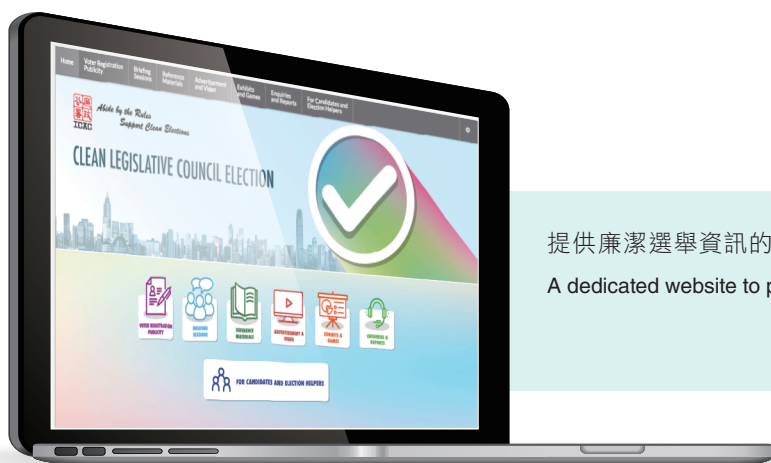 Home
Voter Registration Publicity
Briefing Sessions
Reference Materials
Advertisement and Video
Exhibits and Games
Enquiries and Reports
For Candidates and Election Helpers
ICAC
Abide by the Rules
Support Clean Elections
CLEAN LEGISLATIVE COUNCIL ELECTION
VOTER REGISTRATION
PUBLICITY
BRIEFING
SESSIONS
REFERENCE
MATERIALS
ADVERTISEMENT &
VIDEO
EXHIBITS &
GAMES
ENQUIRIES &
REPORTS
FOR CANDIDATES AND ELECTION HELPERS
提供廉潔選舉資訊的
A dedicated website to p